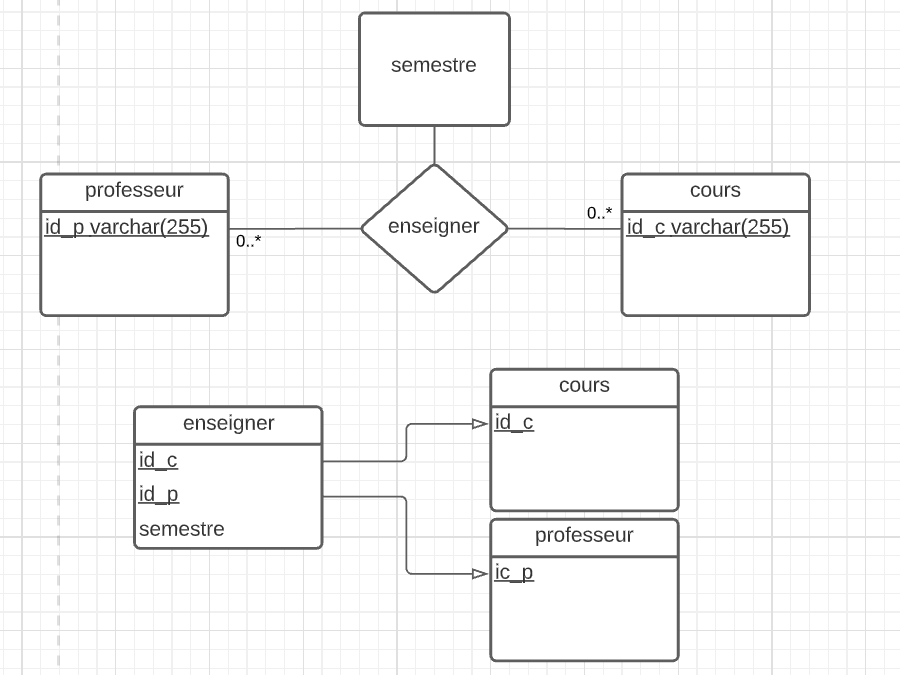 semestre
professeur
id_p varchar(255)
0..*
enseigner
0..*
cours
id_c varchar(255)
enseigner
id_c
id_p
semestre
cours
id_c
professeur
ic_p